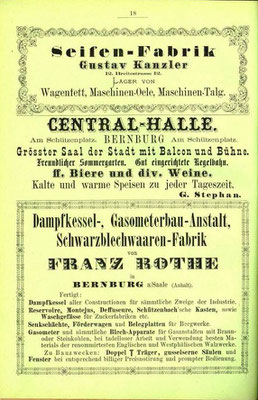 18
Seifen-Fabrik
Gustav Kanzler
12. Breitestrasse 12.
LAGER VON
Wagenfett, Maschinen-Oele, Maschinen-Talg.
CENTRAL-HALLE.
Am Schützenplatz. BERNBURG Am Schützenplatz.
Grösster Saal der Stadt mit Balcon und Bühne.
Freundlicher Sommergarten. Gut eingerichtete Kegelbahn.
ff. Biere und div. Weine.
Kalte und warme Speisen zu jeder Tageszeit.
G. Stephan.
Dampfkessel-, Gasometerbau-Anstalt,
Schwarzblechwaaren-Fabrik
von
FRANZ ROTHE
in
BERNBURG a/Saale (Anhalt).
Fertigt:
Dampfkessel aller Constructionen für sämmtliche Zweige der Industrie.
Reservoire, Montejus, Deffuseure, Schützenbach'sche Kasten, sowie
Waschgefässe für Zuckerfabriken etc.
Senkschächte, Förderwagen und Belegplatten für Bergwerke.
Gasometer und sämmtliche Blech-Apparate für Gasanstalten mit Braun-
oder Steinkohlen, bei tadelloser Arbeit und Verwendung von besten Mate-
rialen der renommirtesten Englischen und Westphälischen Walzwerke.
Zu Bauzwecken: Doppel T Träger, gusseiserne Säulen und
Fenster bei entsprechend billiger Preisstellung und prompter Bedienung.